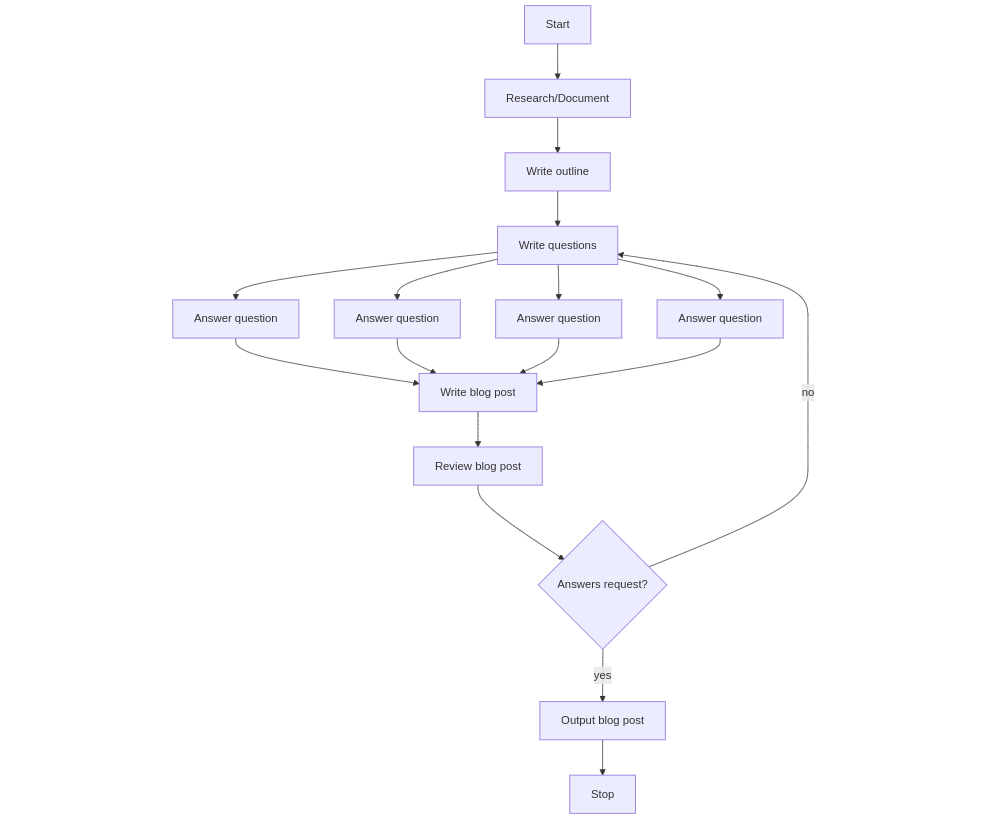 Start
Research/Document
Write outline
Write questions
Answer question
Answer question
Answer question
Answer question
Write blog post
no
Review blog post
Answers request?
yes
Output blog post
Stop